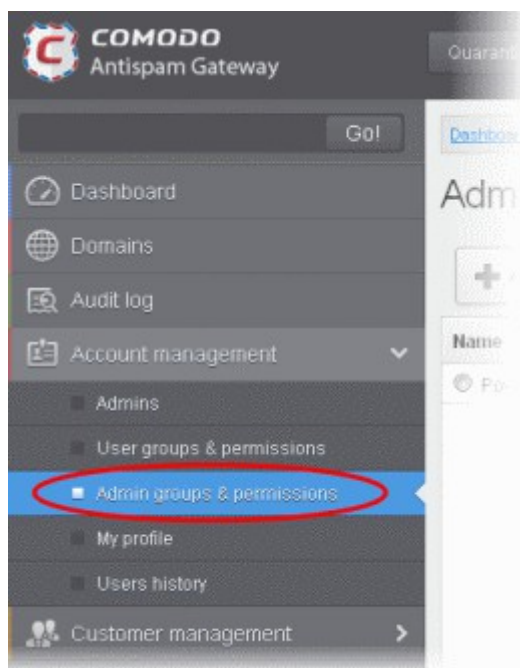 C COMODO
Antispam Gateway
Go!
Dashboard
Domains
Audit log
Account management
Admins
User groups & permissions
Admin groups & permissions
My profile
Users history
Customer management
Name